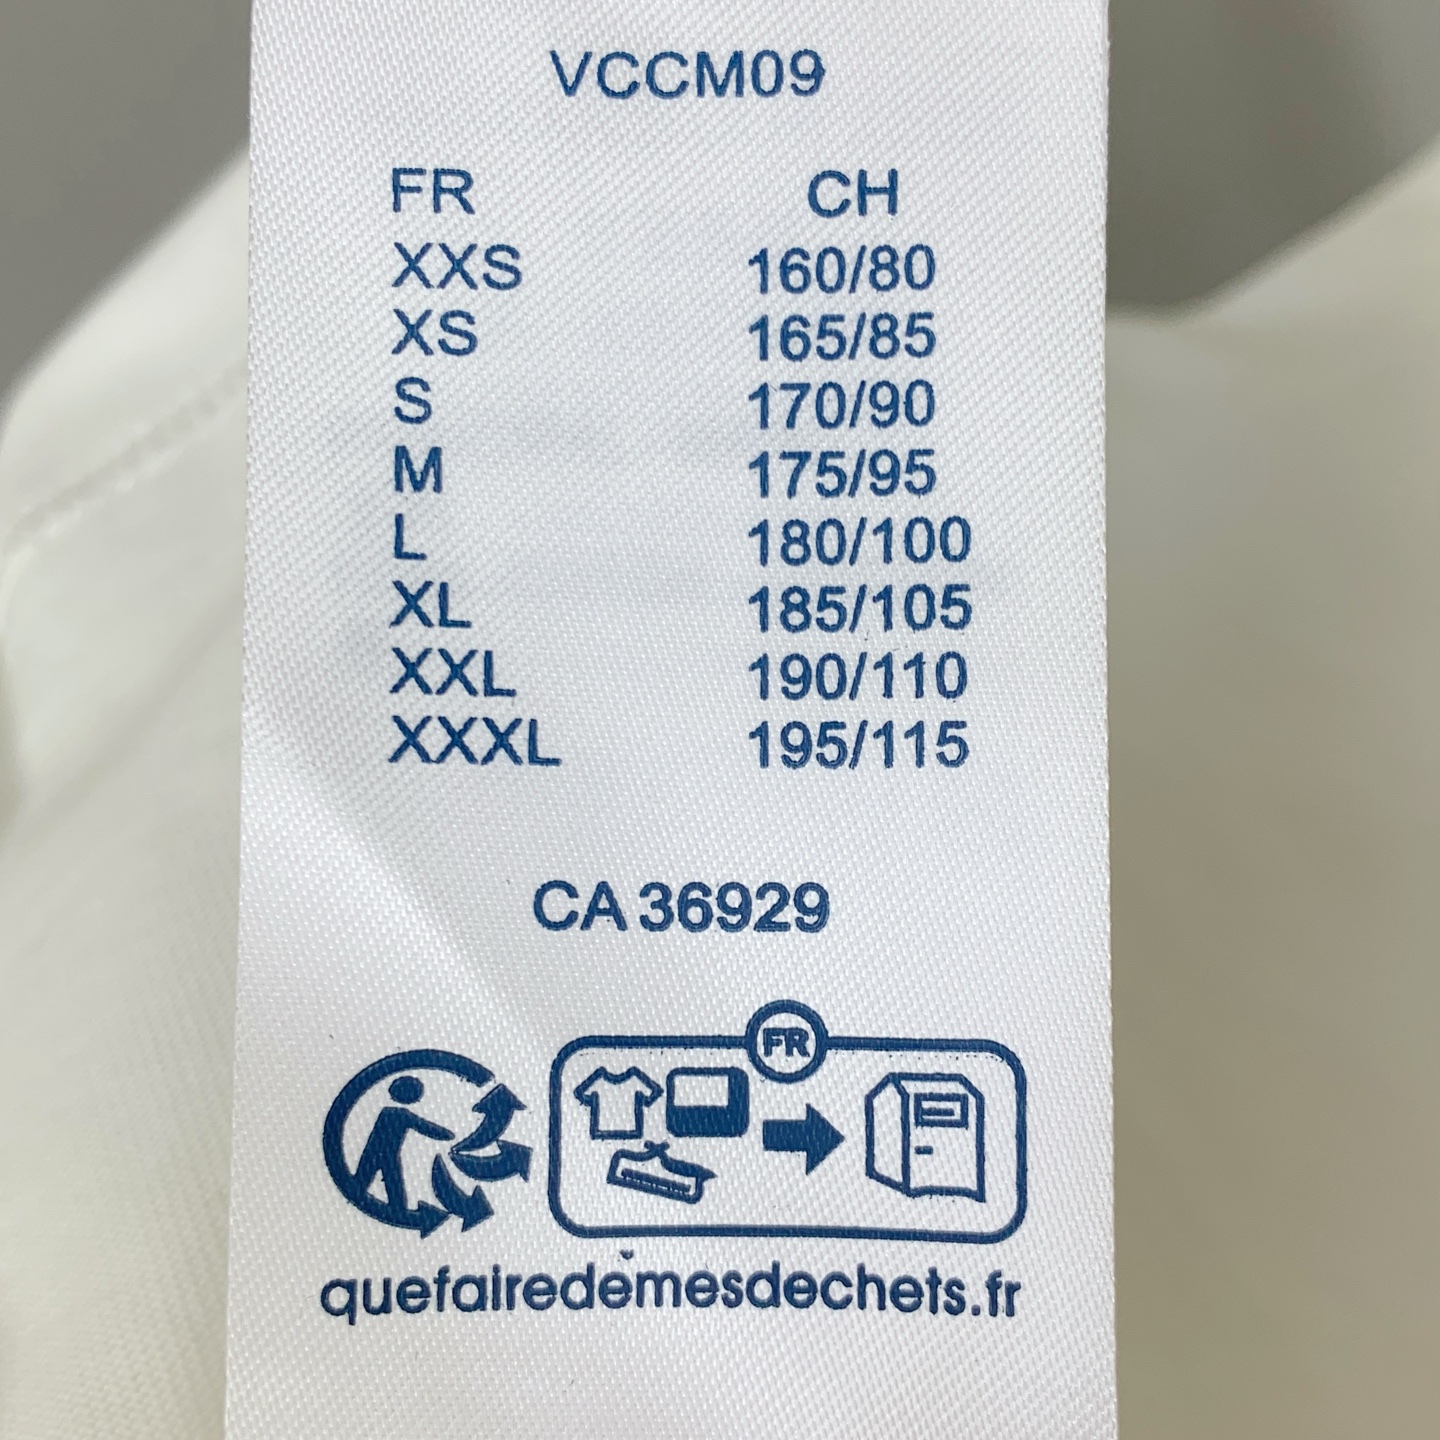 VCCM09
FR CH
XXS 160/80
XS 165/85
S 170/90
M 175/95
L 180/100
XL 185/105
XXL 190/110
XXXL 195/115
CA 36929
FR
quefairedemesdechets.fr